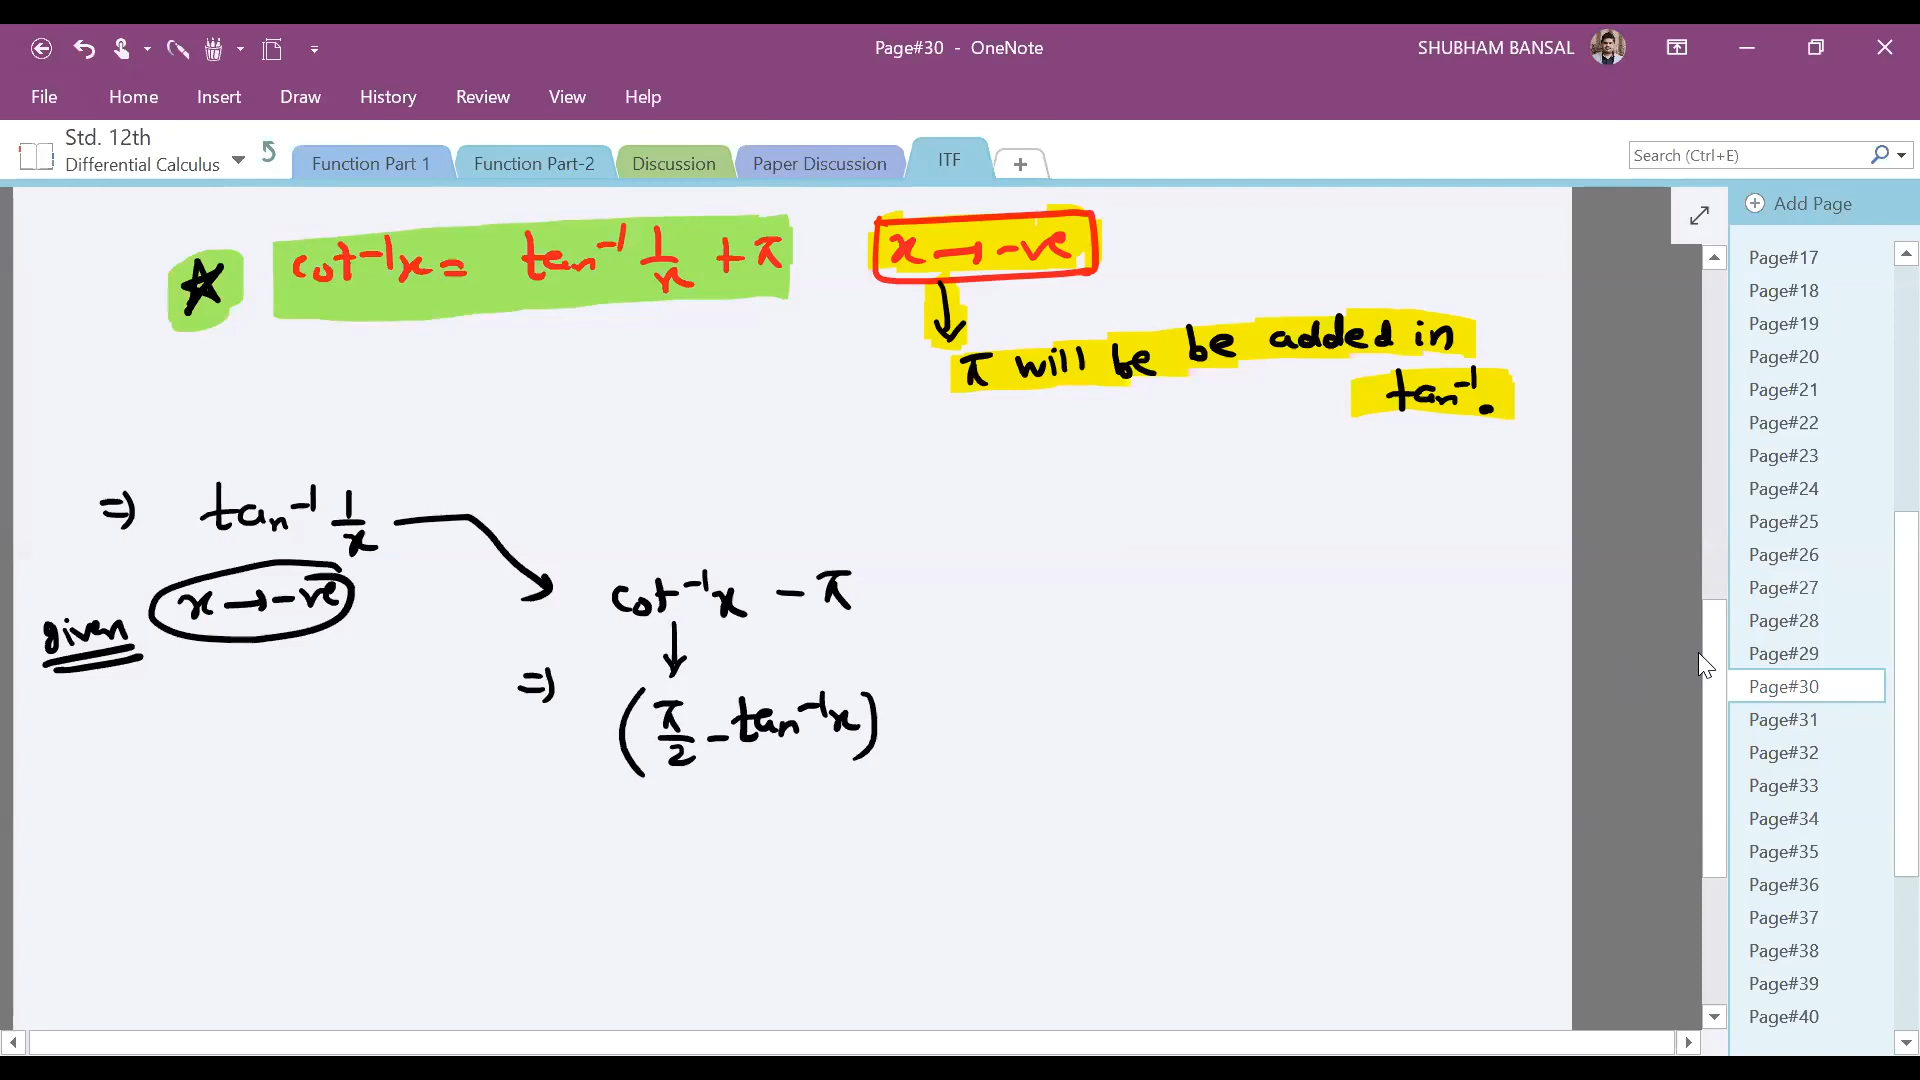 Page#30 - OneNote
SHUBHAM BANSAL
File Home Insert Draw History Review View Help
Std. 12th
Differential Calculus
Function Part 1
Function Part-2
Discussion
Paper Discussion
ITF
Search (Ctrl+E)
cot⁻¹x = tan⁻¹ 1/x + π
x → -ve
π will be be added in
tan⁻¹.
⇒ tan⁻¹ 1/x
x → -ve
given
cot⁻¹x - π
⇒ (π/2 - tan⁻¹x)
Add Page
Page#17
Page#18
Page#19
Page#20
Page#21
Page#22
Page#23
Page#24
Page#25
Page#26
Page#27
Page#28
Page#29
Page#30
Page#31
Page#32
Page#33
Page#34
Page#35
Page#36
Page#37
Page#38
Page#39
Page#40